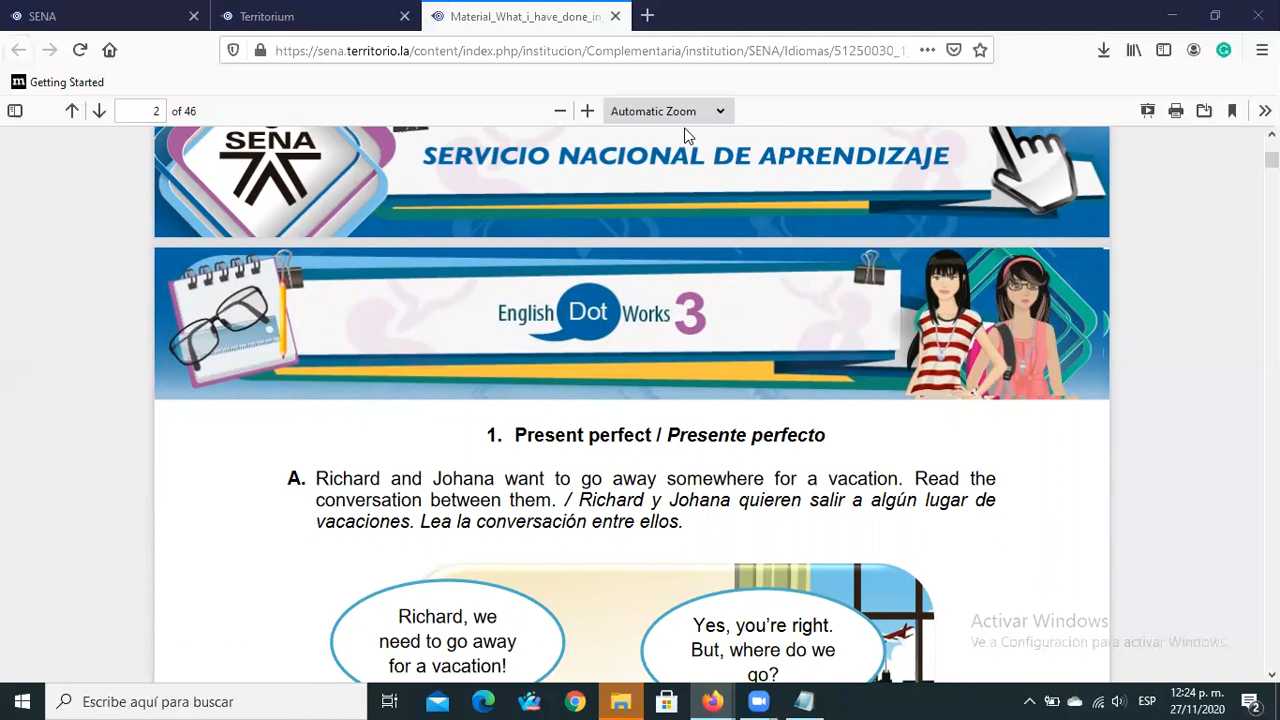 SENA
Territorium
Material_What_i_have_done_in
https://sena.territorio.la/content/index.php/institucion/Complementaria/institution/SENA/Idiomas/51250030_1
Getting Started
2 of 46
Automatic Zoom
SENA
SERVICIO NACIONAL DE APRENDIZAJE
English Dot Works 3
1. Present perfect / Presente perfecto
A. Richard and Johana want to go away somewhere for a vacation. Read the
conversation between them. / Richard y Johana quieren salir a algún lugar de
vacaciones. Lea la conversación entre ellos.
Richard, we
need to go away
for a vacation!
Yes, you're right.
But, where do we
go?
Activar Windows
Ve a Configuración para activar Windows.
Escribe aquí para buscar
ESP
12:24 p. m.
27/11/2020
2